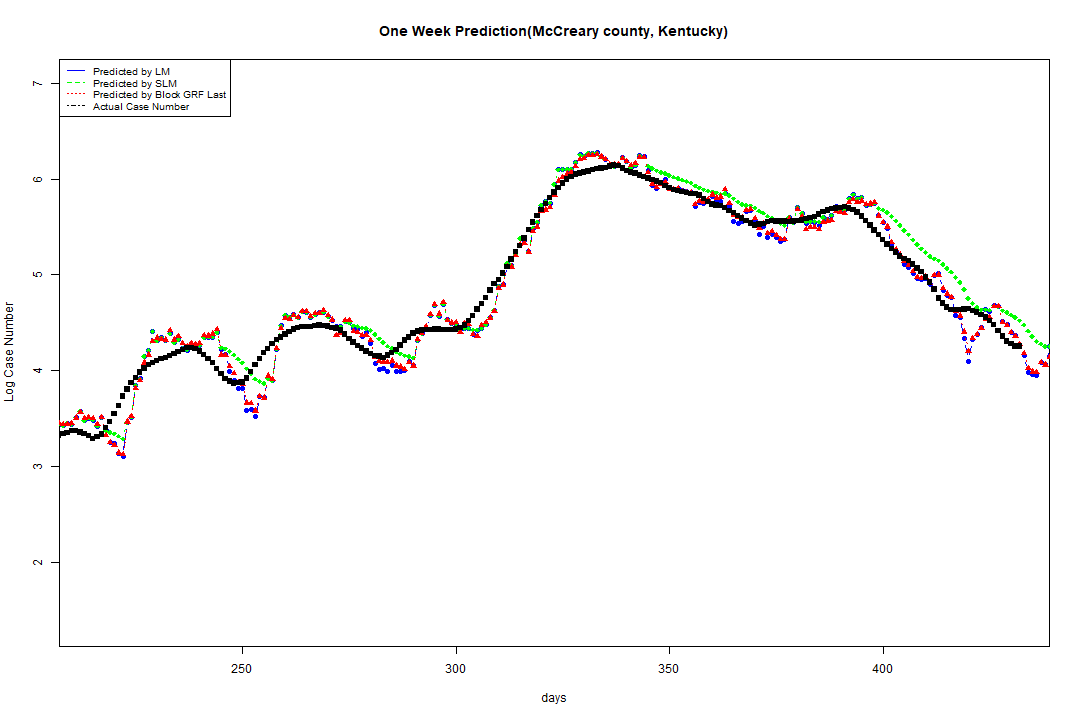 One Week Prediction(McCreary county, Kentucky)
Predicted by LM
Predicted by SLM
Predicted by Block GRF Last
Actual Case Number
7
6
5
4
3
2
Log Case Number
250 300 350 400
days